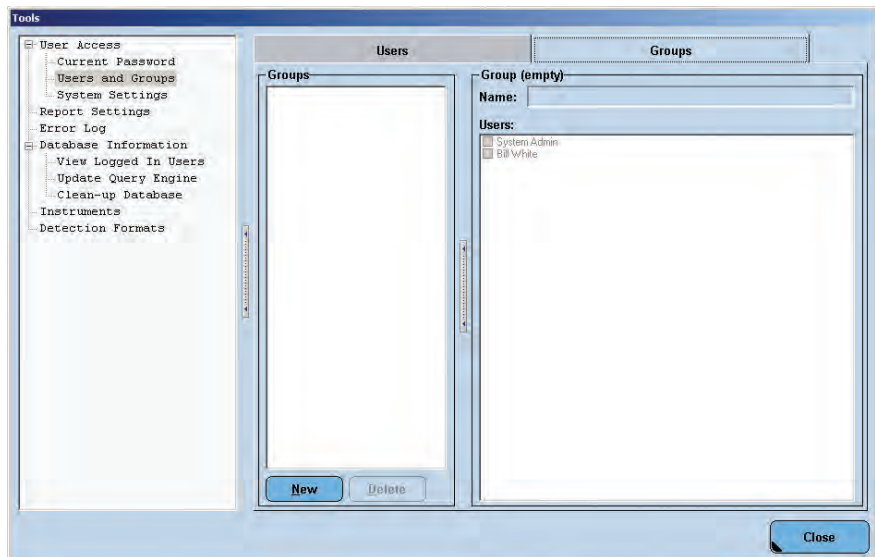 Tools
User Access
Current Password
Users and Groups
System Settings
Report Settings
Error Log
Database Information
View Logged In Users
Update Query Engine
Clean-up Database
Instruments
Detection Formats
Users
Groups
Groups
New
Delete
Group (empty)
Name:
Users:
System Admin
Bill White
Close